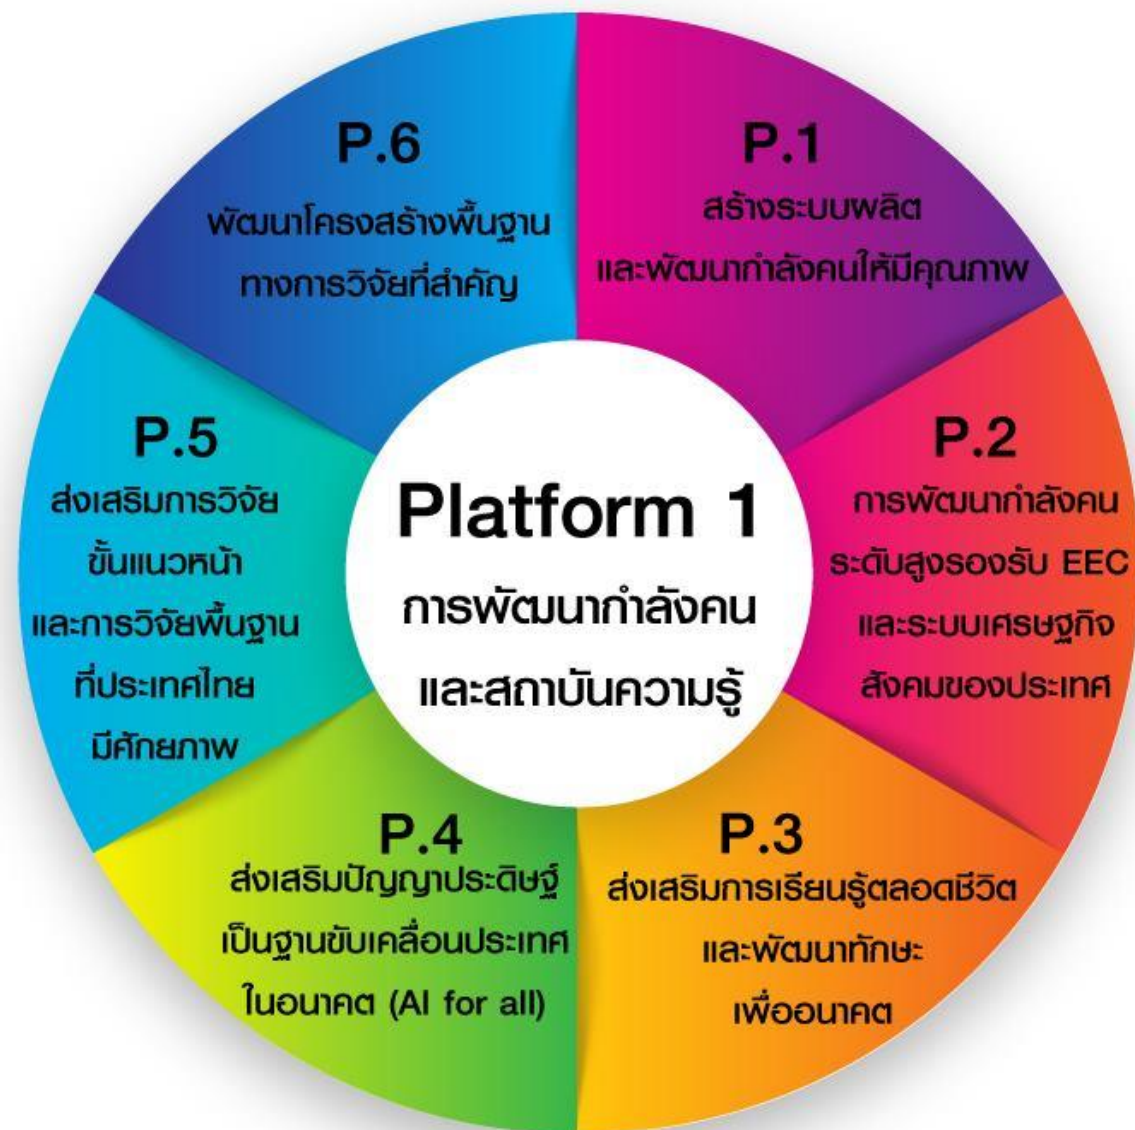 Platform 1
การพัฒนากำลังคน
และสถาบันความรู้
P.1
สร้างระบบผลิต
และพัฒนากำลังคนให้มีคุณภาพ
P.2
การพัฒนากำลังคน
ระดับสูงรองรับ EEC
และระบบเศรษฐกิจ
สังคมของประเทศ
P.3
ส่งเสริมการเรียนรู้ตลอดชีวิต
และพัฒนาทักษะ
เพื่ออนาคต
P.4
ส่งเสริมปัญญาประดิษฐ์
เป็นฐานขับเคลื่อนประเทศ
ในอนาคต (AI for all)
P.5
ส่งเสริมการวิจัย
ขั้นแนวหน้า
และการวิจัยพื้นฐาน
ที่ประเทศไทย
มีศักยภาพ
P.6
พัฒนาโครงสร้างพื้นฐาน
ทางการวิจัยที่สำคัญ